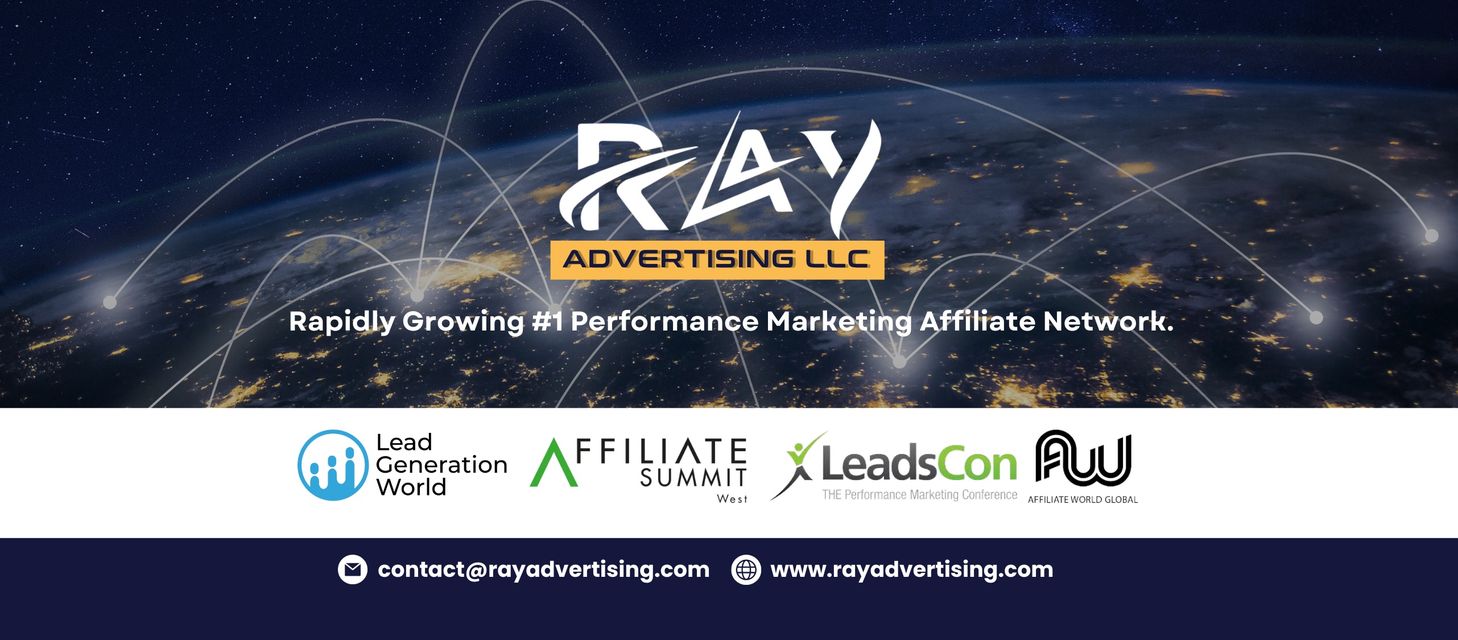 RAY
ADVERTISING LLC
Rapidly Growing #1 Performance Marketing Affiliate Network.
Lead
Generation
World
AFFILIATE
SUMMIT
West
LeadsCon
THE Performance Marketing Conference
AW
AFFILIATE WORLD GLOBAL
contact@rayadvertising.com
www.rayadvertising.com